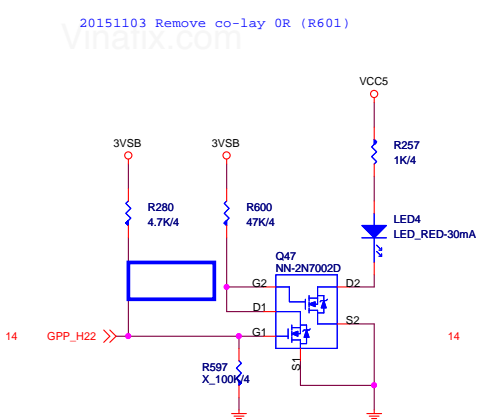 20151103 Remove co-lay 0R (R601)
Vinafix.com
VCC5
3VSB
3VSB
R257
1K/4
R280
4.7K/4
R600
47K/4
LED4
LED_RED-30mA
Q47
NN-2N7002D
G2
D2
D1
S2
14
GPP_H22
G1
14
S1
R597
X_100K/4